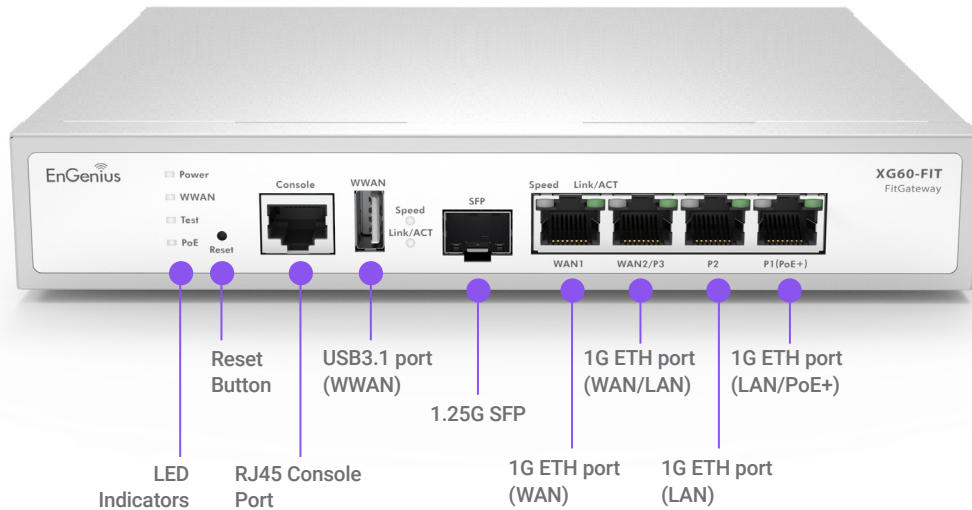 EnGenius
Power
WWAN
Test
PoE
Reset
Console
WWAN
Speed
Link/ACT
SFP
Speed Link/ACT
WAN1 WAN2/P3 P2 P1(PoE+)
XG60-FIT
FitGateway
Reset
Button
USB3.1 port
(WWAN)
1.25G SFP
1G ETH port
(WAN/LAN)
1G ETH port
(LAN/PoE+)
LED
Indicators
RJ45 Console
Port
1G ETH port
(WAN)
1G ETH port
(LAN)